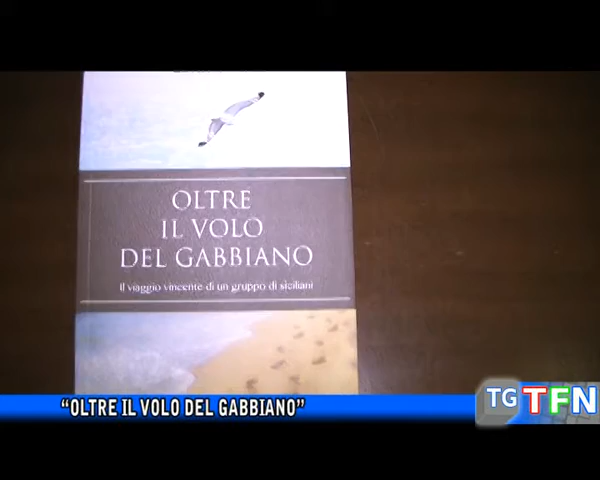 OLTRE
IL VOLO
DEL GABBIANO
Il viaggio vincente di un gruppo di siciliani
“OLTRE IL VOLO DEL GABBIANO”
TG TFN